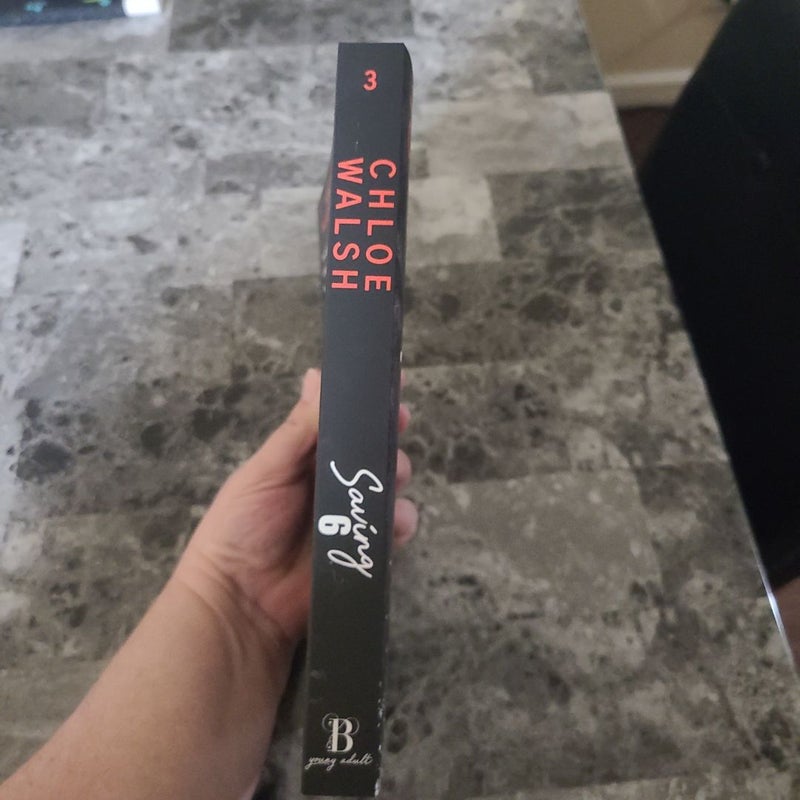 3
CHLOE
WALSH
Saving
6
B
young adult